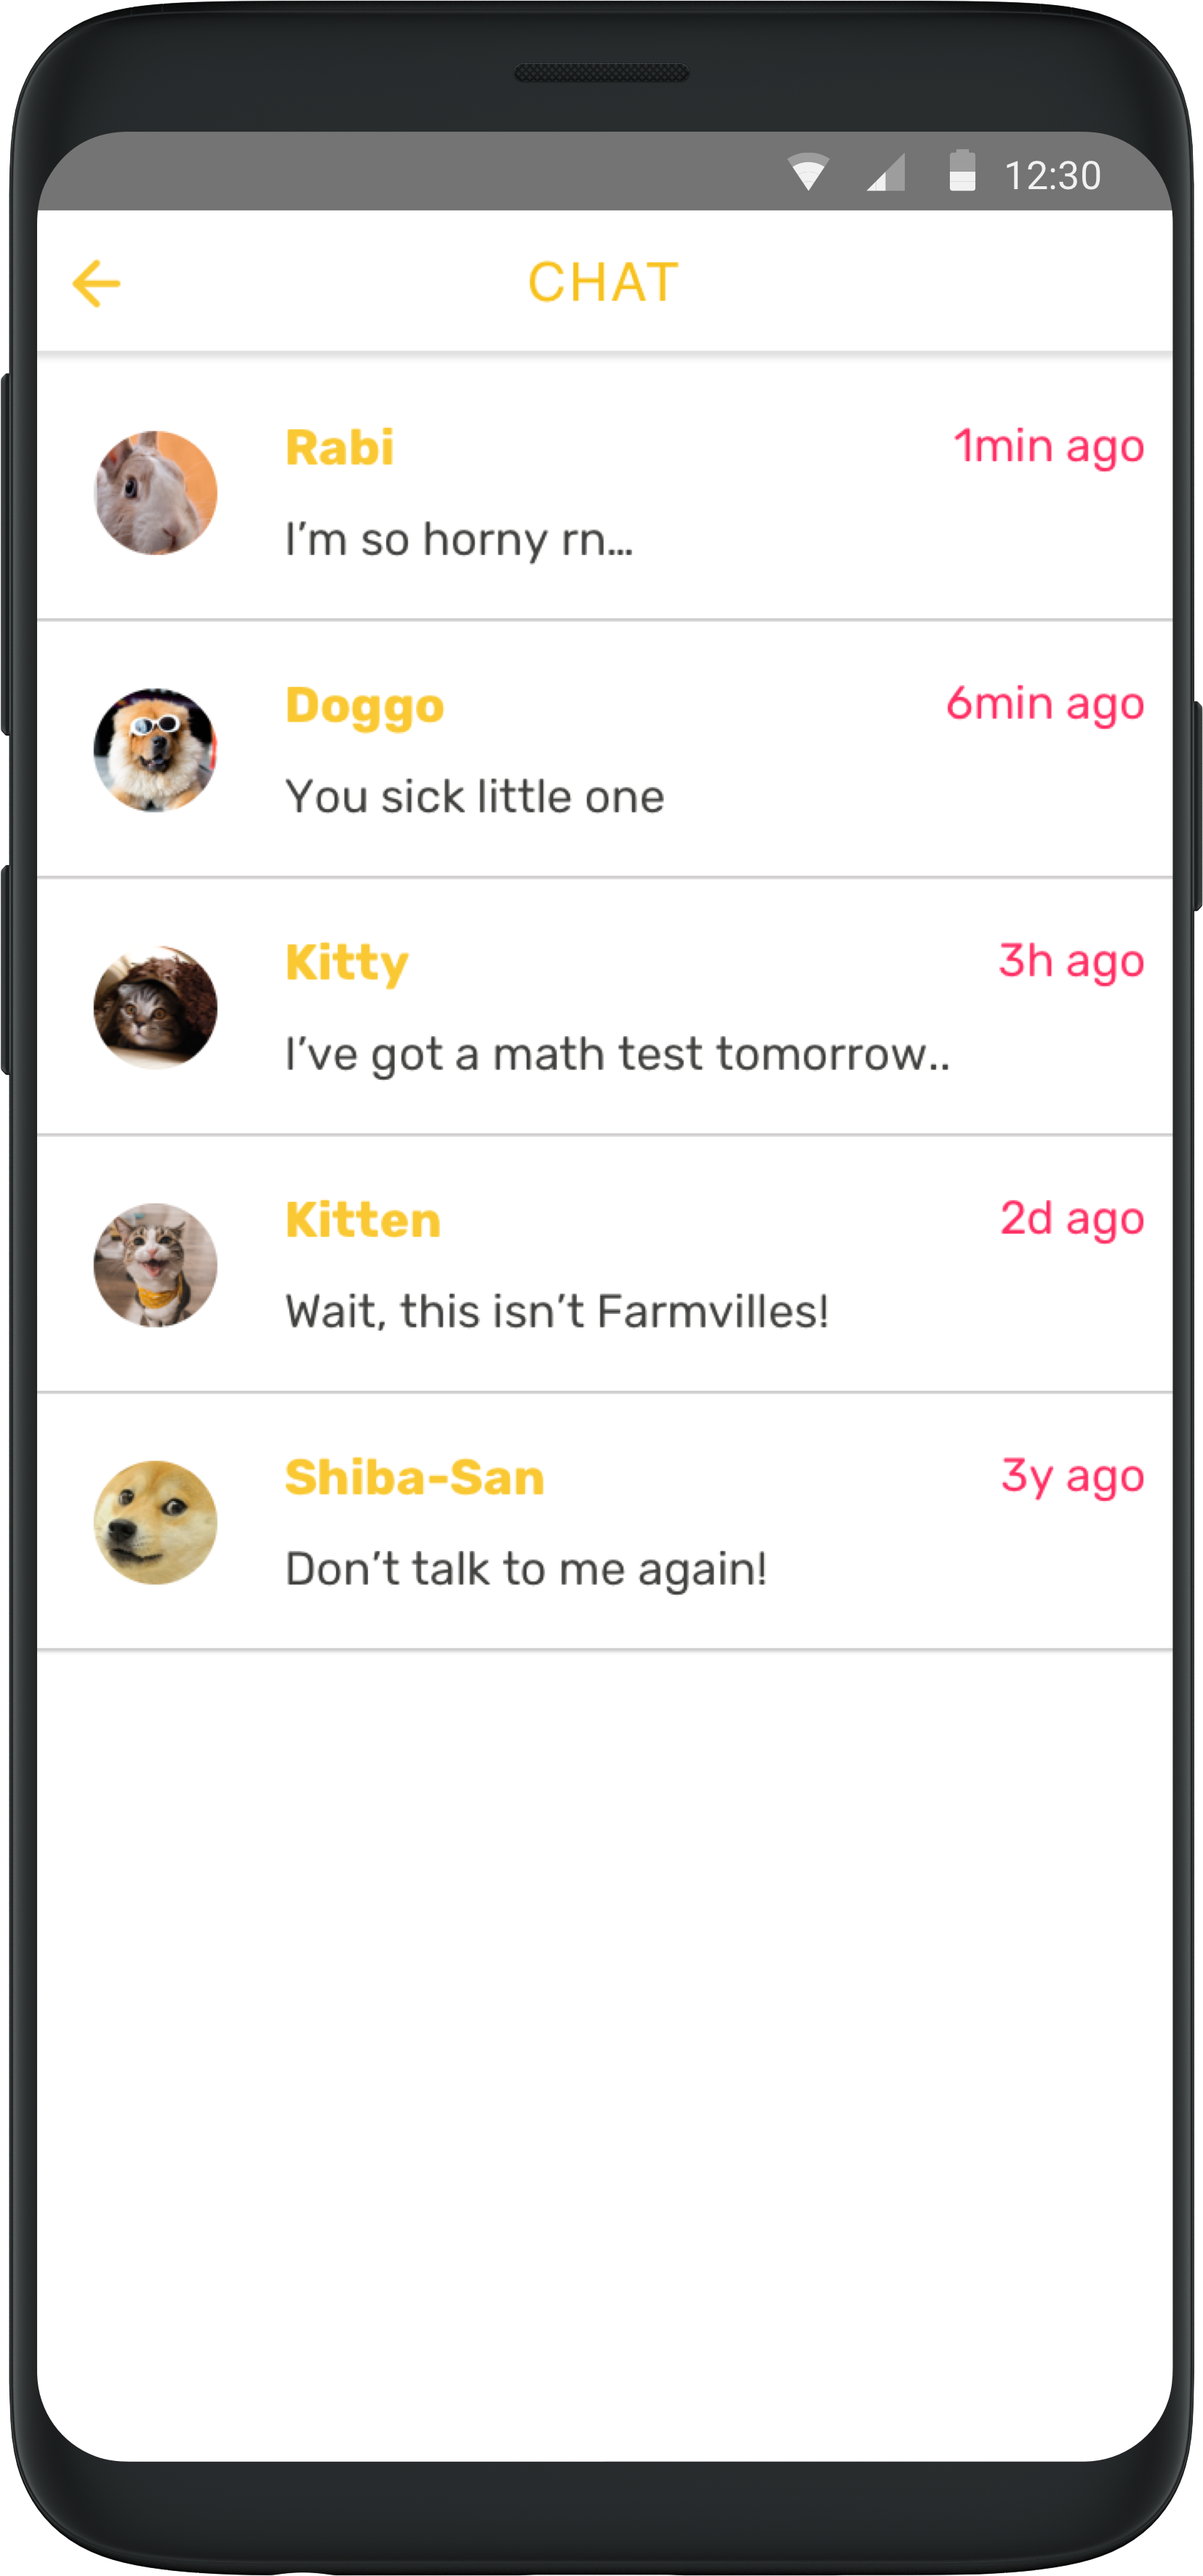 12:30
CHAT
Rabi
1min ago
I'm so horny rn...
Doggo
6min ago
You sick little one
Kitty
3h ago
I've got a math test tomorrow..
Kitten
2d ago
Wait, this isn't Farmvilles!
Shiba-San
3y ago
Don't talk to me again!